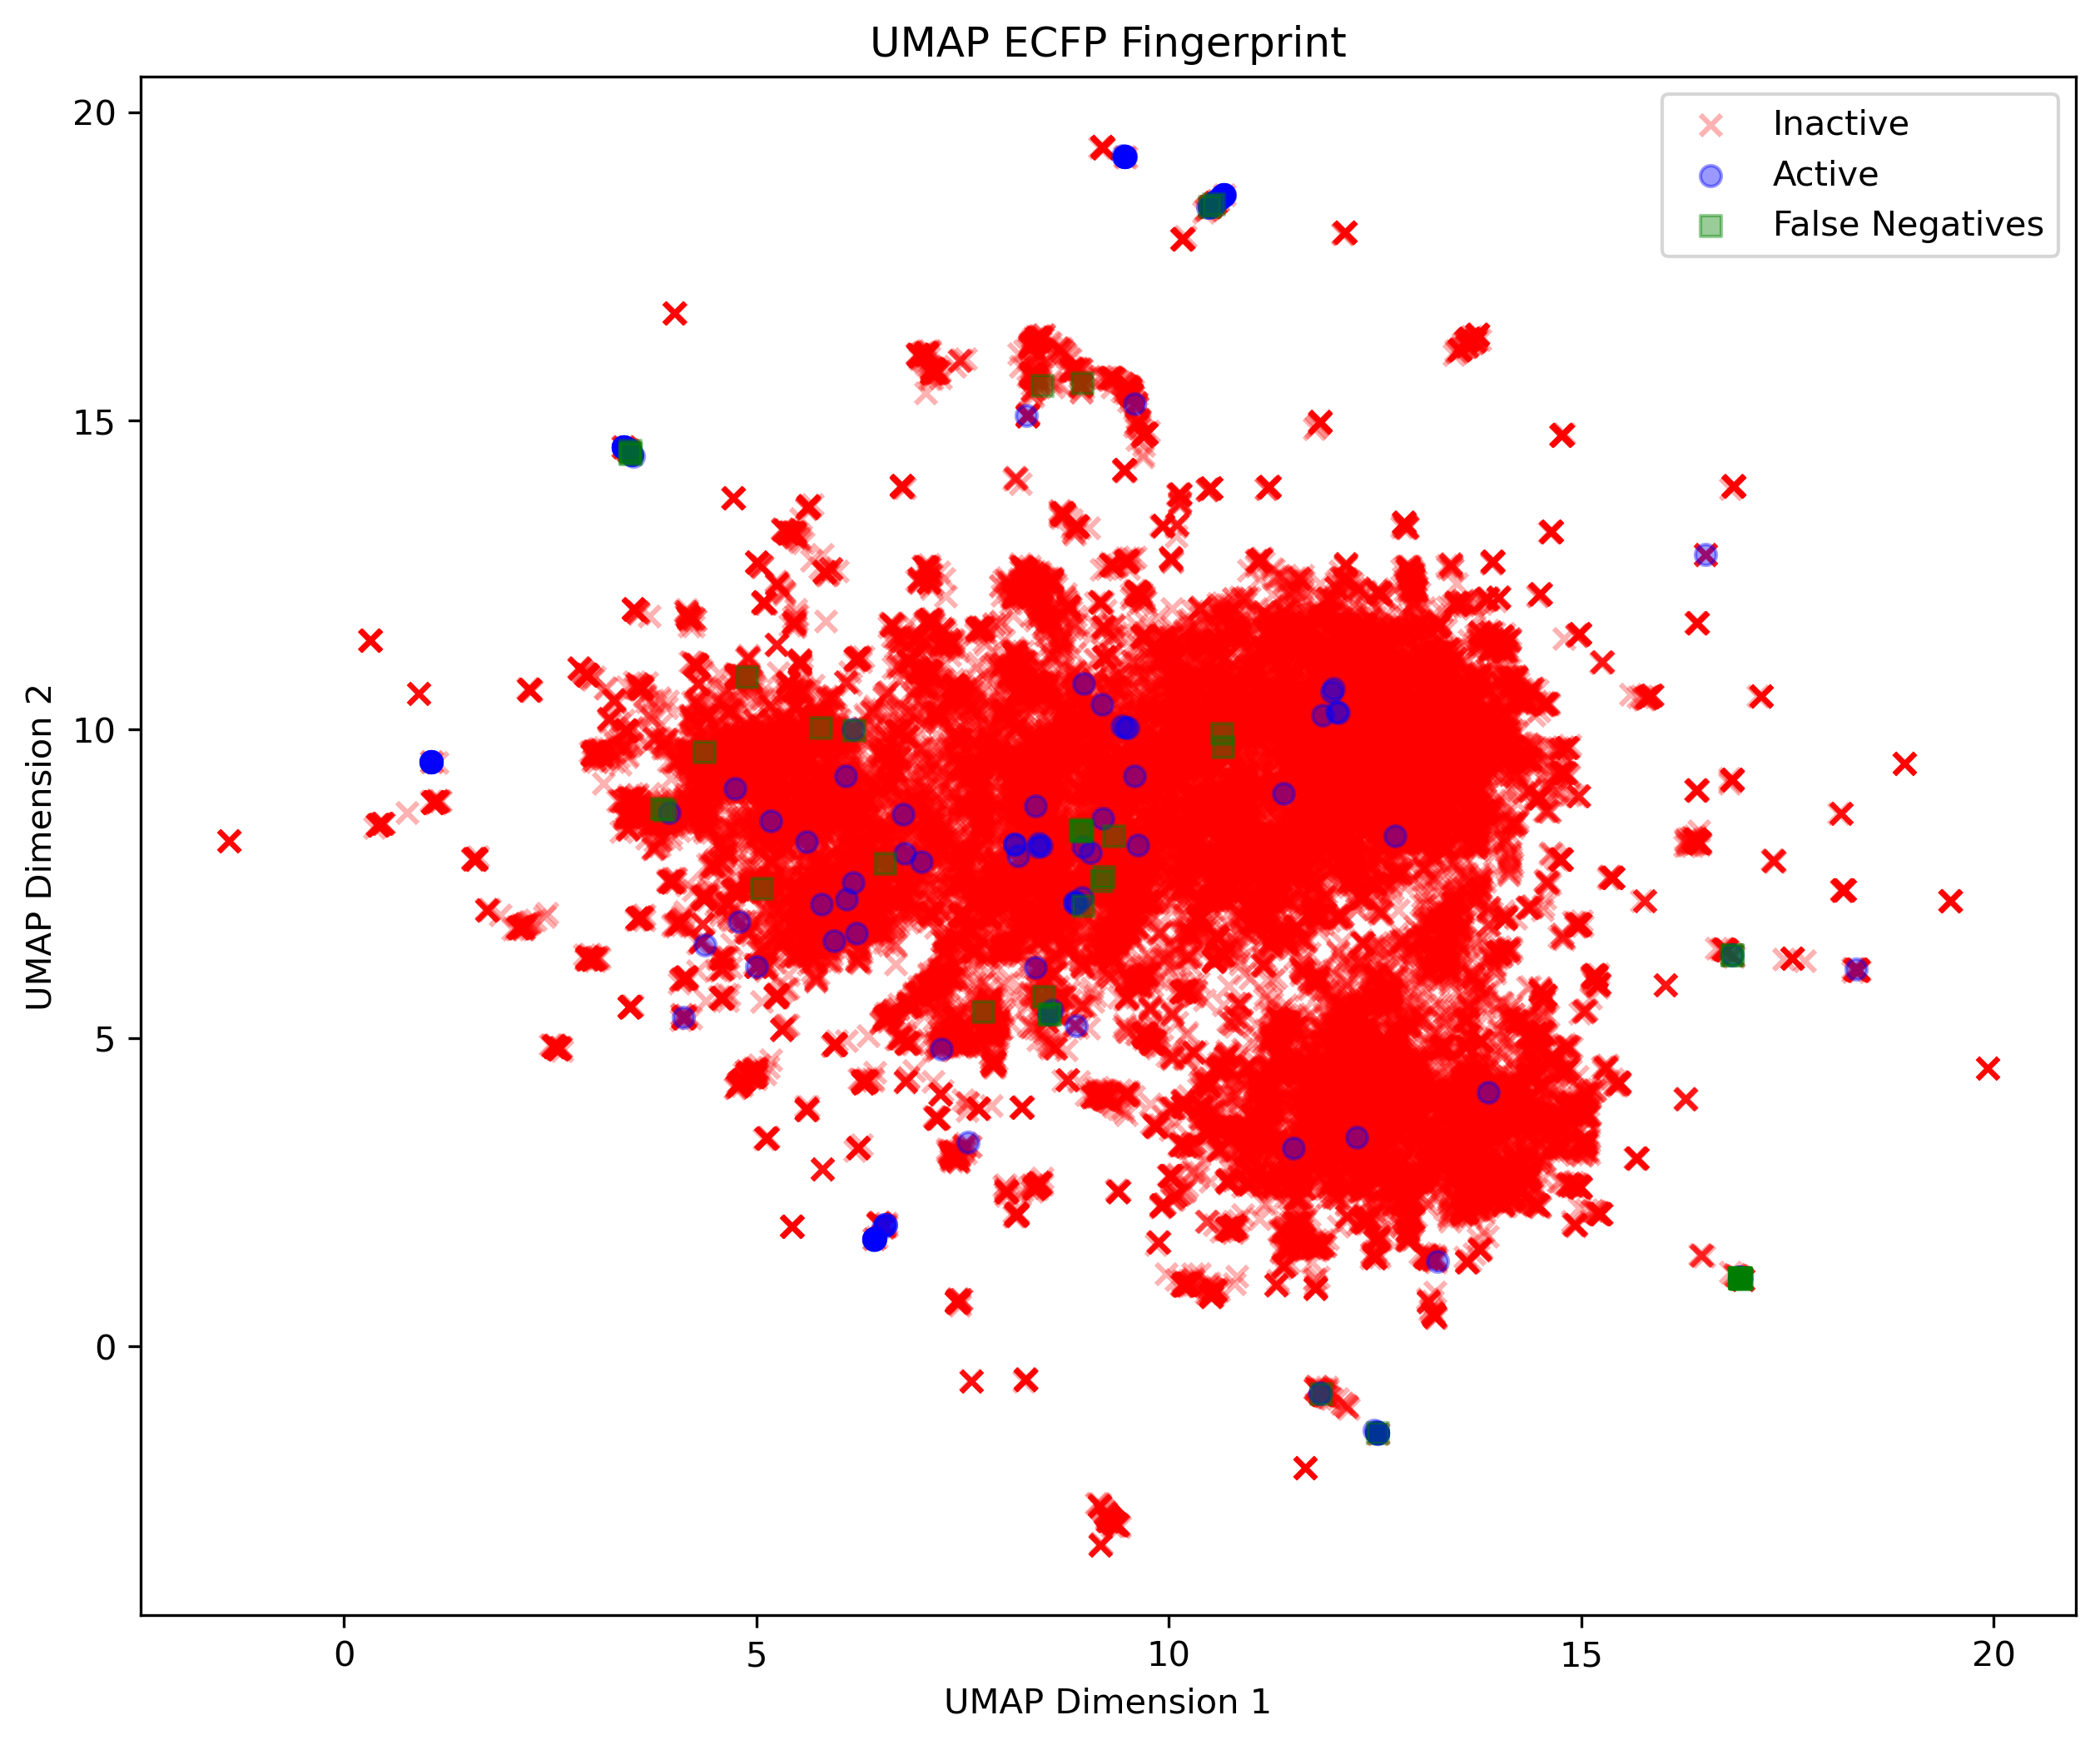 UMAP ECFP Fingerprint
Inactive
Active
False Negatives
UMAP Dimension 2
20
15
10
5
0
0
5
10
15
20
UMAP Dimension 1